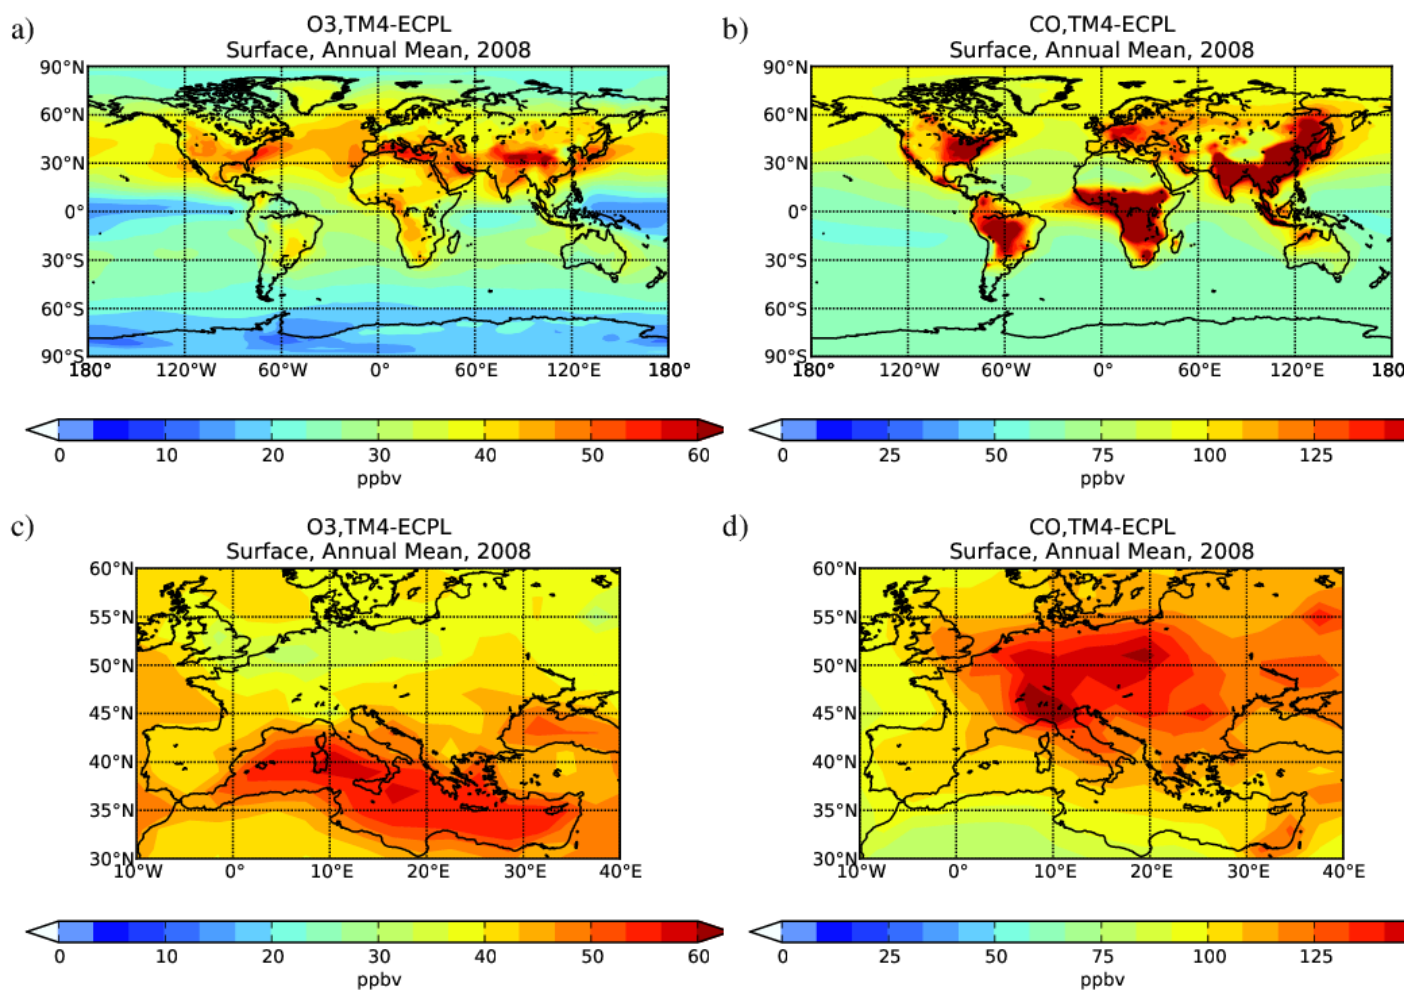 a)
O3,TM4-ECPL
Surface, Annual Mean, 2008
90°N
60°N
30°N
0°
30°S
60°S
90°S
180° 120°W 60°W 0° 60°E 120°E 180°
0 10 20 30 40 50 60
ppbv
b)
CO,TM4-ECPL
Surface, Annual Mean, 2008
90°N
60°N
30°N
0°
30°S
60°S
90°S
180° 120°W 60°W 0° 60°E 120°E 180
0 25 50 75 100 125
ppbv
c)
O3,TM4-ECPL
Surface, Annual Mean, 2008
60°N
55°N
50°N
45°N
40°N
35°N
30°N
10°W 0° 10°E 20°E 30°E 40°E
0 10 20 30 40 50 60
ppbv
d)
CO,TM4-ECPL
Surface, Annual Mean, 2008
60°N
55°N
50°N
45°N
40°N
35°N
30°N
10°W 0° 10°E 20°E 30°E 40°E
0 25 50 75 100 125
ppbv